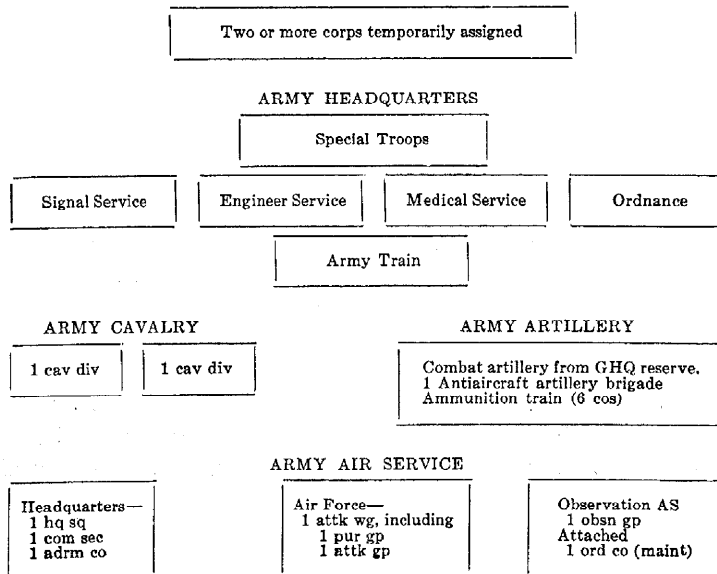 Two or more corps temporarily assigned
ARMY HEADQUARTERS
Special Troops
Signal Service
Engineer Service
Medical Service
Ordnance
Army Train
ARMY CAVALRY
1 cav div
1 cav div
ARMY ARTILLERY
Combat artillery from GHQ reserve.
1 Antiaircraft artillery brigade
Ammunition train (6 cos)
ARMY AIR SERVICE
Headquarters—
1 hq sq
1 com sec
1 adrm co
Air Force—
1 attk wg, including
1 pur gp
1 attk gp
Observation AS
1 obsn gp
Attached
1 ord co (maint)